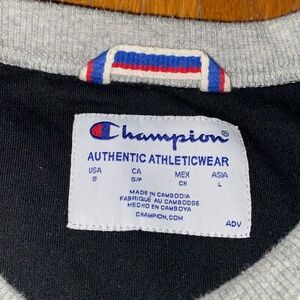 Champion®
AUTHENTIC ATHLETICWEAR
USA CA MEX ASIA
S S/P CH L
MADE IN CAMBODIA
FABRIQUÉ AU CAMBODGE
HECHO EN CAMBOYA
CHAMPION.COM
ADV